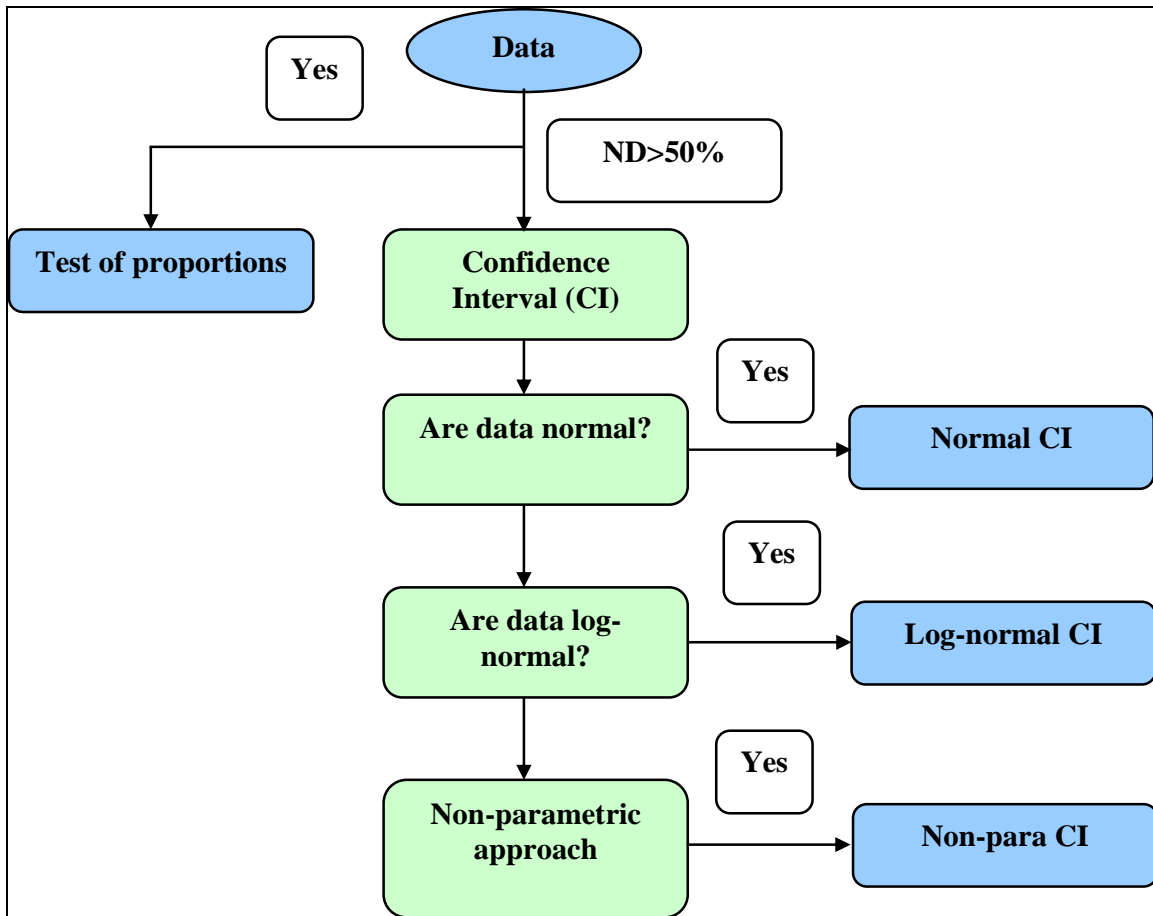 Data
Yes
ND>50%
Test of proportions
Confidence
Interval (CI)
Yes
Are data normal?
Normal CI
Yes
Are data log-
normal?
Log-normal CI
Yes
Non-parametric
approach
Non-para CI